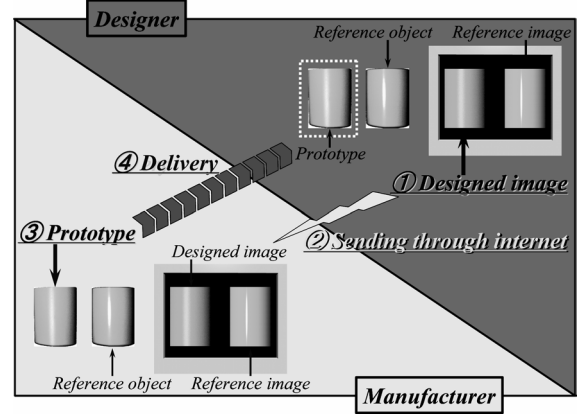 Designer
Reference object
Reference image
Prototype
④ Delivery
① Designed image
③ Prototype
② Sending through internet
Designed image
Reference object
Reference image
Manufacturer